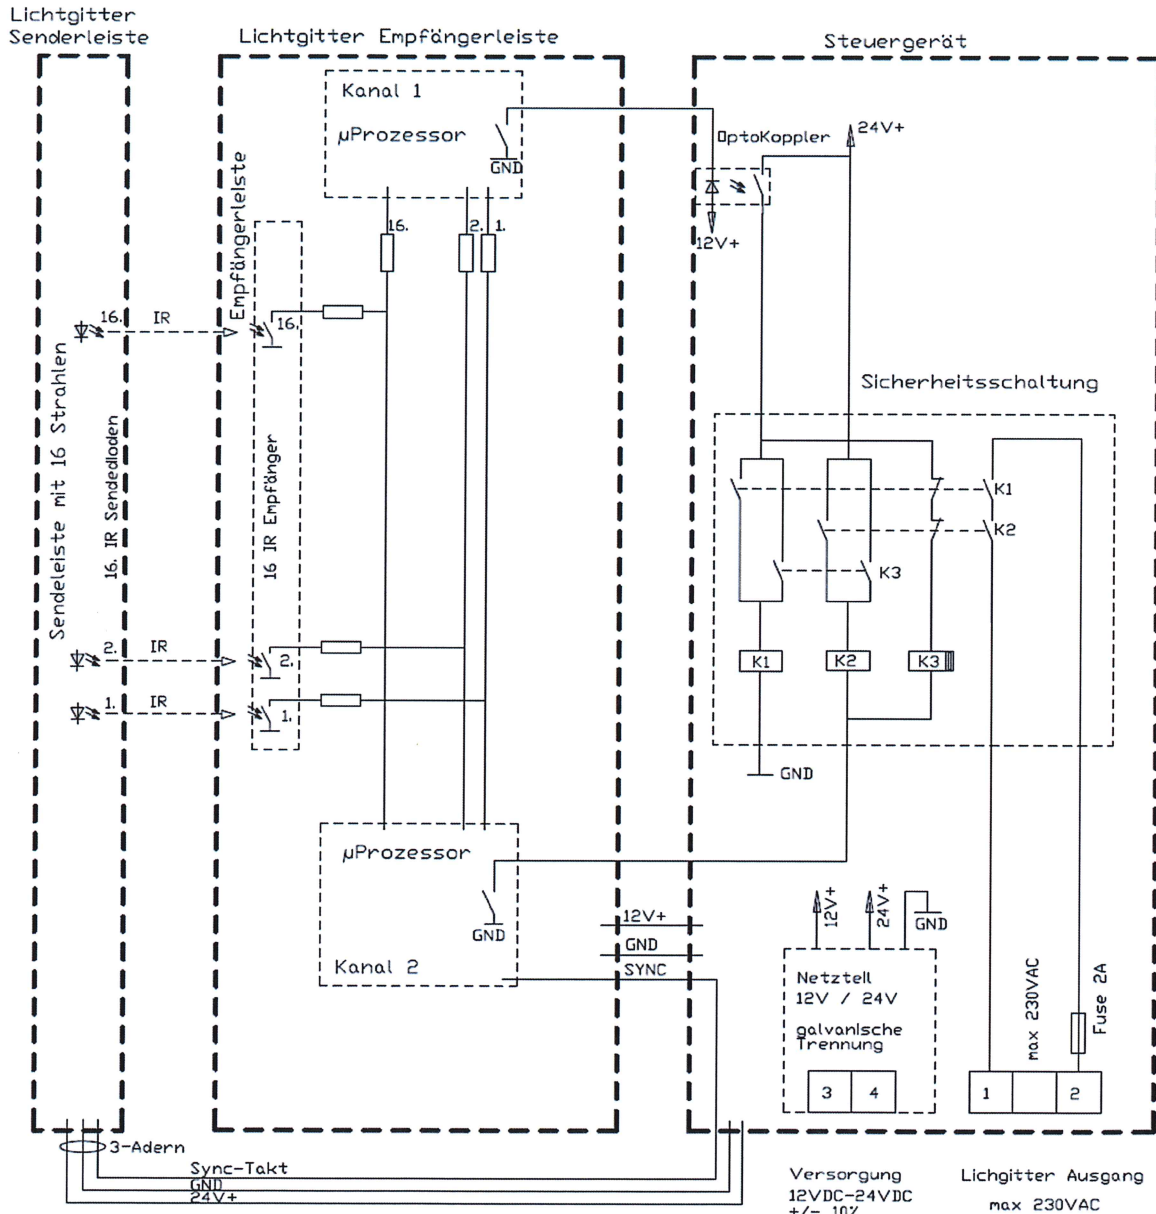 Lichtgitter
Senderleiste
Lichtgitter Empfängerleiste
Steuergerät
Kanal 1
µProzessor
GND
OptoKoppler
24V+
12V+
Empfängerleiste
16.
2.
1.
16.
IR
16.
Sendeleiste mit 16 Strahlen
16. IR Sendedioden
16 IR Empfänger
Sicherheitsschaltung
K1
K2
K3
2.
IR
2.
1.
IR
1.
K1
K2
K3
GND
µProzessor
GND
Kanal 2
12V+
GND
SYNC
12V+
24V+
GND
Netzteil
12V / 24V
galvanische
Trennung
3
4
max 230VAC
Fuse 2A
1
2
3-Adern
Sync-Takt
GND
24V+
Versorgung
12VDC-24VDC
+/- 10%
Lichgitter Ausgang
max 230VAC